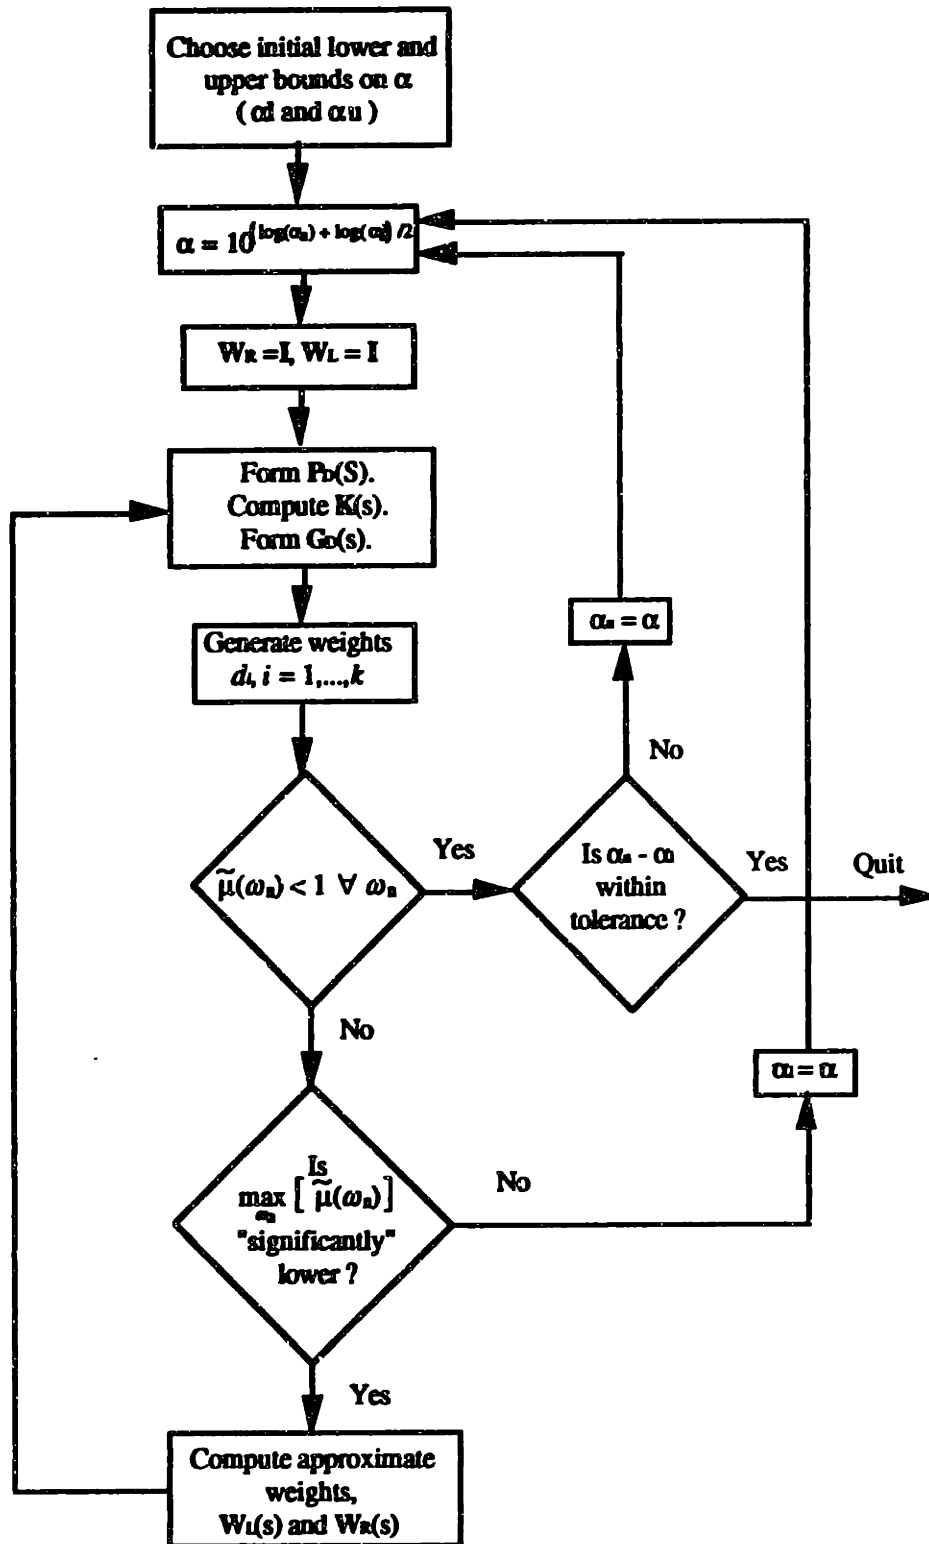 Choose initial lower and
upper bounds on α
( αl and αu )
α = 10^{(log(αu) + log(αl)) /2}
WR =I, WL = I
Form PD(S).
Compute K(s).
Form GD(s).
Generate weights
di, i = 1,...,k
αu = α
No
μ̃(ωn) < 1 ∀ ωn
Yes
Is αu - αl
within
tolerance ?
Yes
Quit
No
αl = α
Is
max [ μ̃(ωn) ]
ωn
"significantly"
lower ?
No
Yes
Compute approximate
weights,
WL(s) and WR(s)